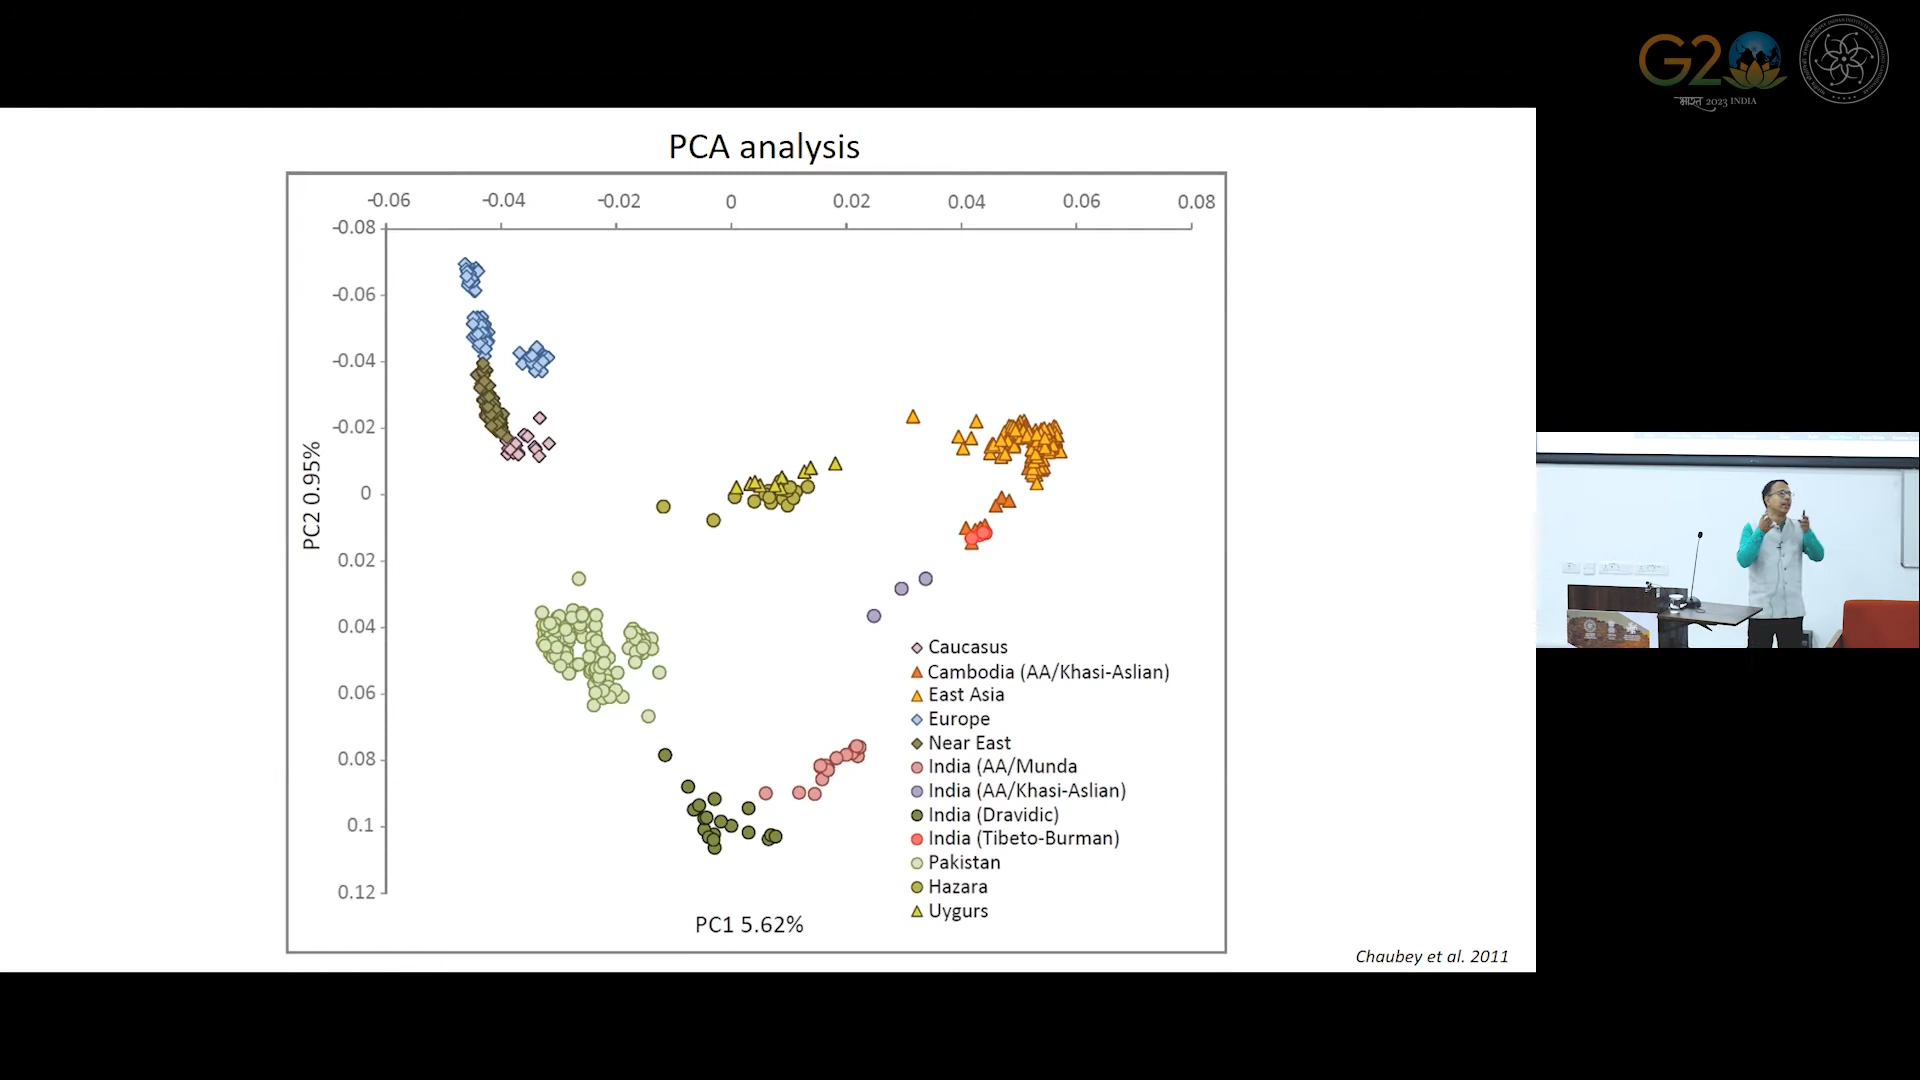 G20
भारत 2023 INDIA
PCA analysis
-0.06 -0.04 -0.02 0 0.02 0.04 0.06 0.08
-0.08
-0.06
-0.04
-0.02
0
0.02
0.04
0.06
0.08
0.1
0.12
PC2 0.95%
PC1 5.62%
Caucasus
Cambodia (AA/Khasi-Aslian)
East Asia
Europe
Near East
India (AA/Munda
India (AA/Khasi-Aslian)
India (Dravidic)
India (Tibeto-Burman)
Pakistan
Hazara
Uygurs
Chaubey et al. 2011